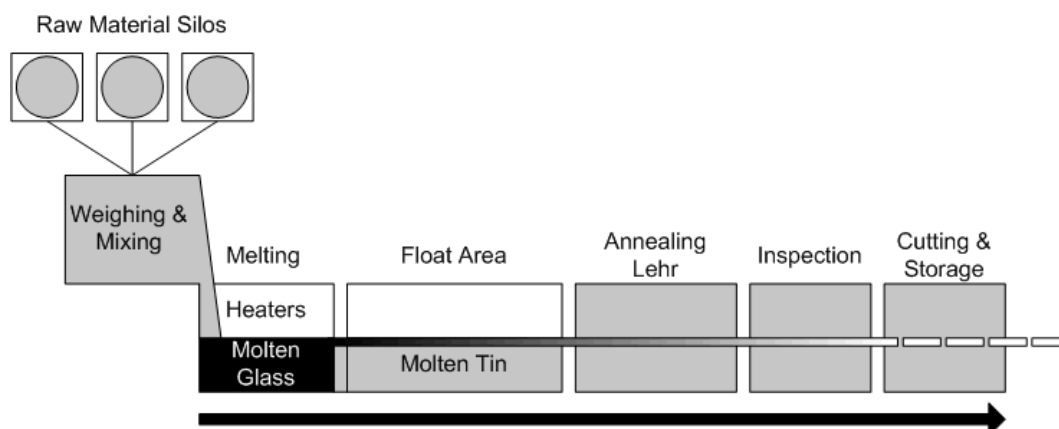 Raw Material Silos
Weighing &
Mixing
Melting
Float Area
Annealing
Lehr
Inspection
Cutting &
Storage
Heaters
Molten
Glass
Molten Tin